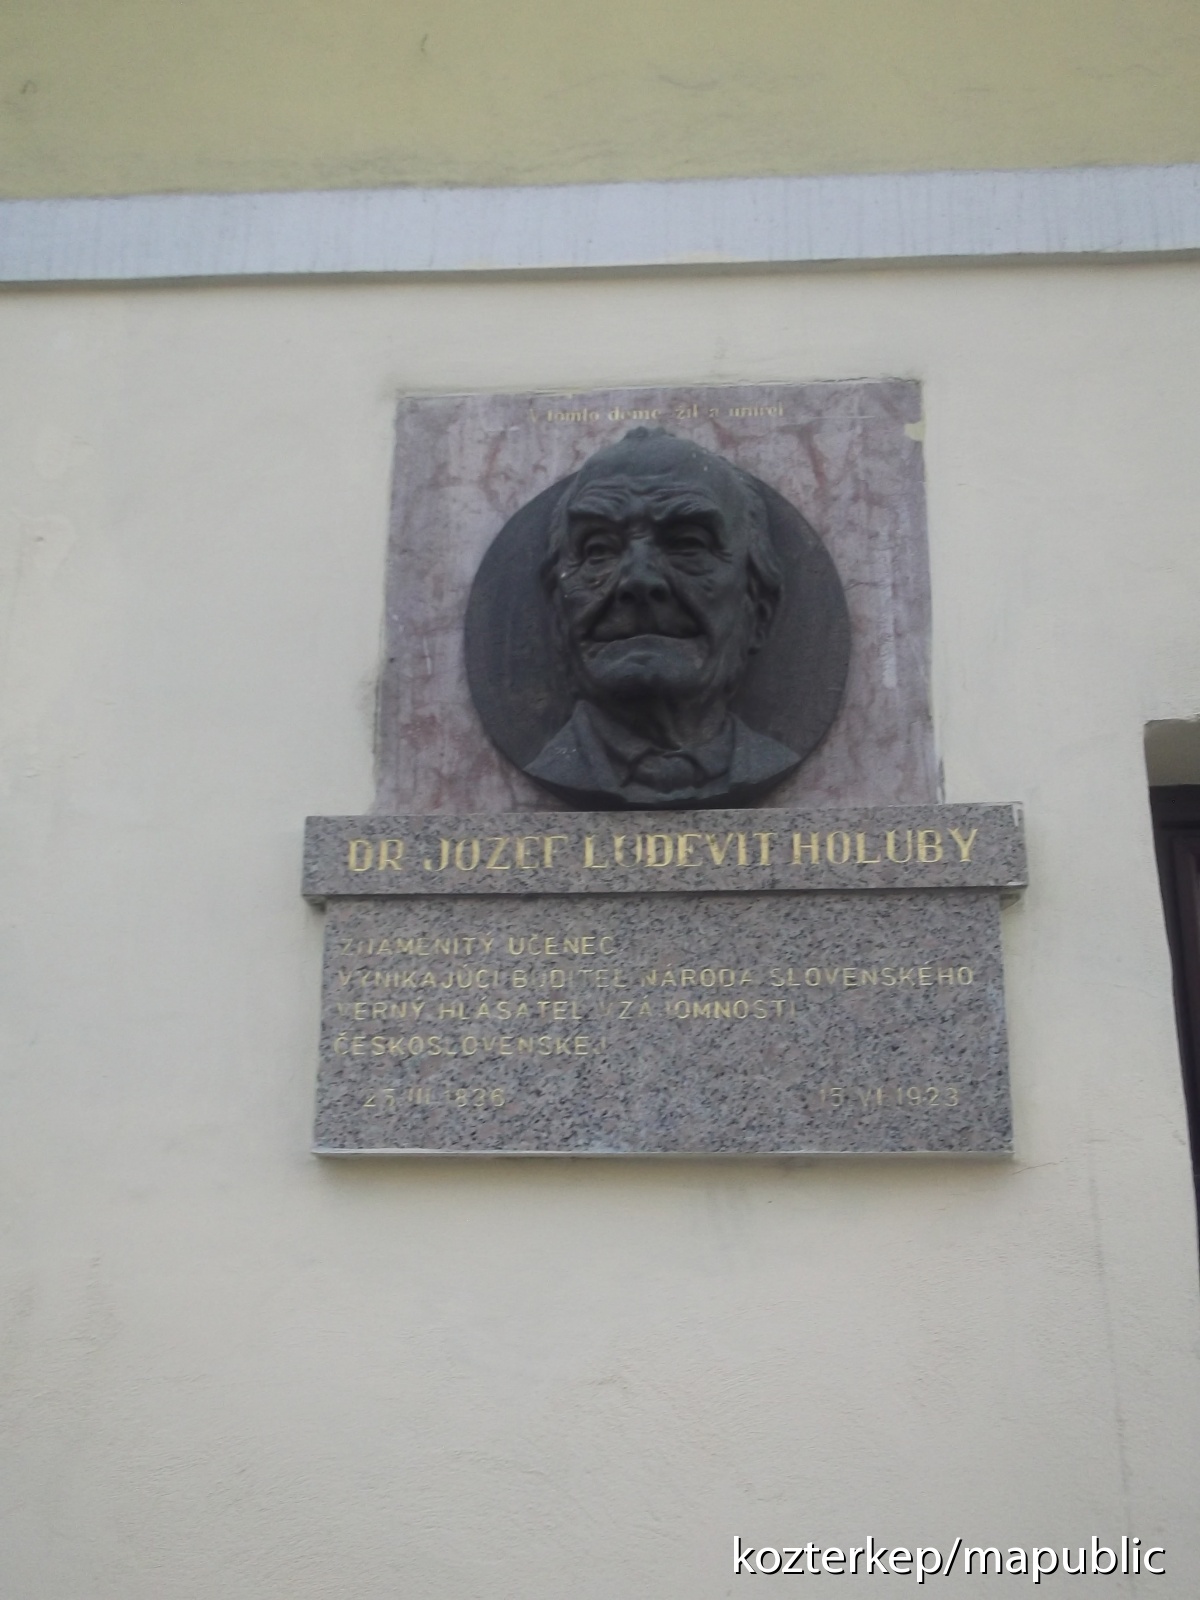 V tomto dome žil a umrel
DR JOZEF ĽUDEVIT HOLUBY
ZNAMENITÝ UČENEC
VYNIKAJÚCI BUDITEĽ NÁRODA SLOVENSKÉHO
VERNÝ HLÁSATEĽ VZÁJOMNOSTI
ČESKOSLOVENSKEJ
25. III. 1836 15. VI. 1923
kozterkep/mapublic